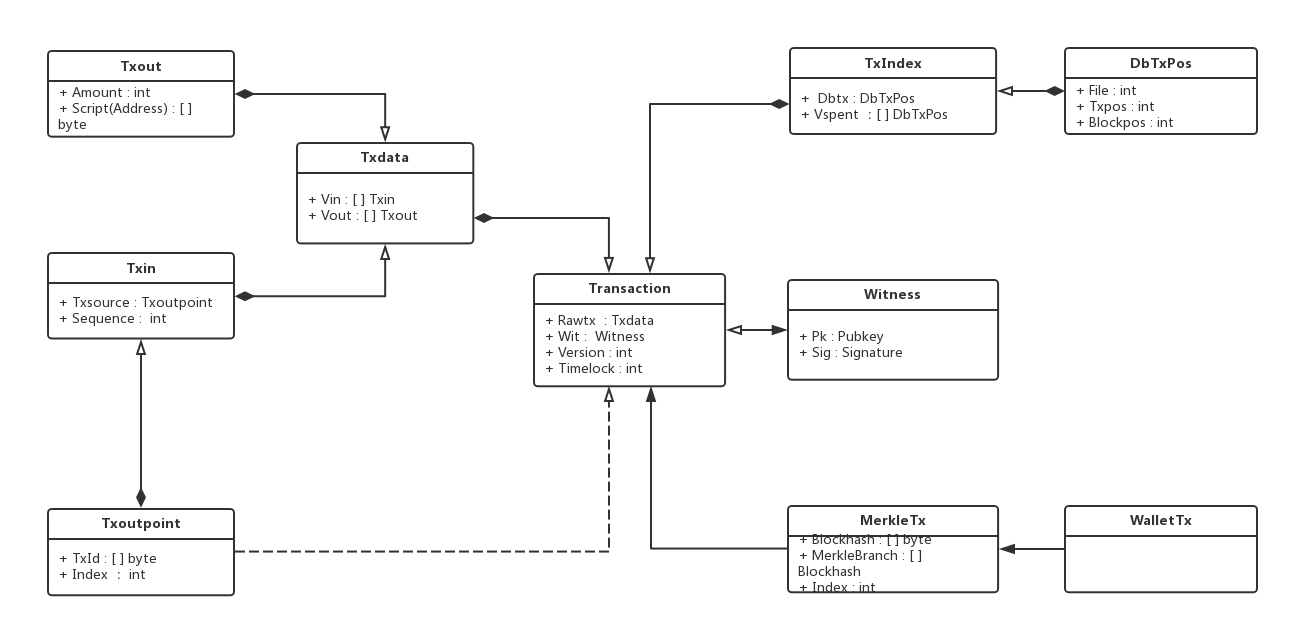 Txout
+ Amount : int
+ Script(Address) : [ ]
byte
Txdata
+ Vin : [ ] Txin
+ Vout : [ ] Txout
Txin
+ Txsource : Txoutpoint
+ Sequence : int
Txoutpoint
+ TxId : [ ] byte
+ Index : int
Transaction
+ Rawtx : Txdata
+ Wit : Witness
+ Version : int
+ Timelock : int
TxIndex
+ Dbtx : DbTxPos
+ Vspent : [ ] DbTxPos
DbTxPos
+ File : int
+ Txpos : int
+ Blockpos : int
Witness
+ Pk : Pubkey
+ Sig : Signature
MerkleTx
+ Blockhash : [ ] byte
+ MerkleBranch : [ ]
Blockhash
+ Index : int
WalletTx